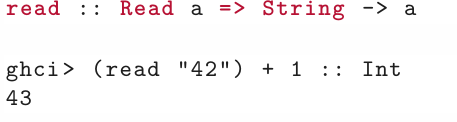 read :: Read a => String -> a
ghci> (read "42") + 1 :: Int
43